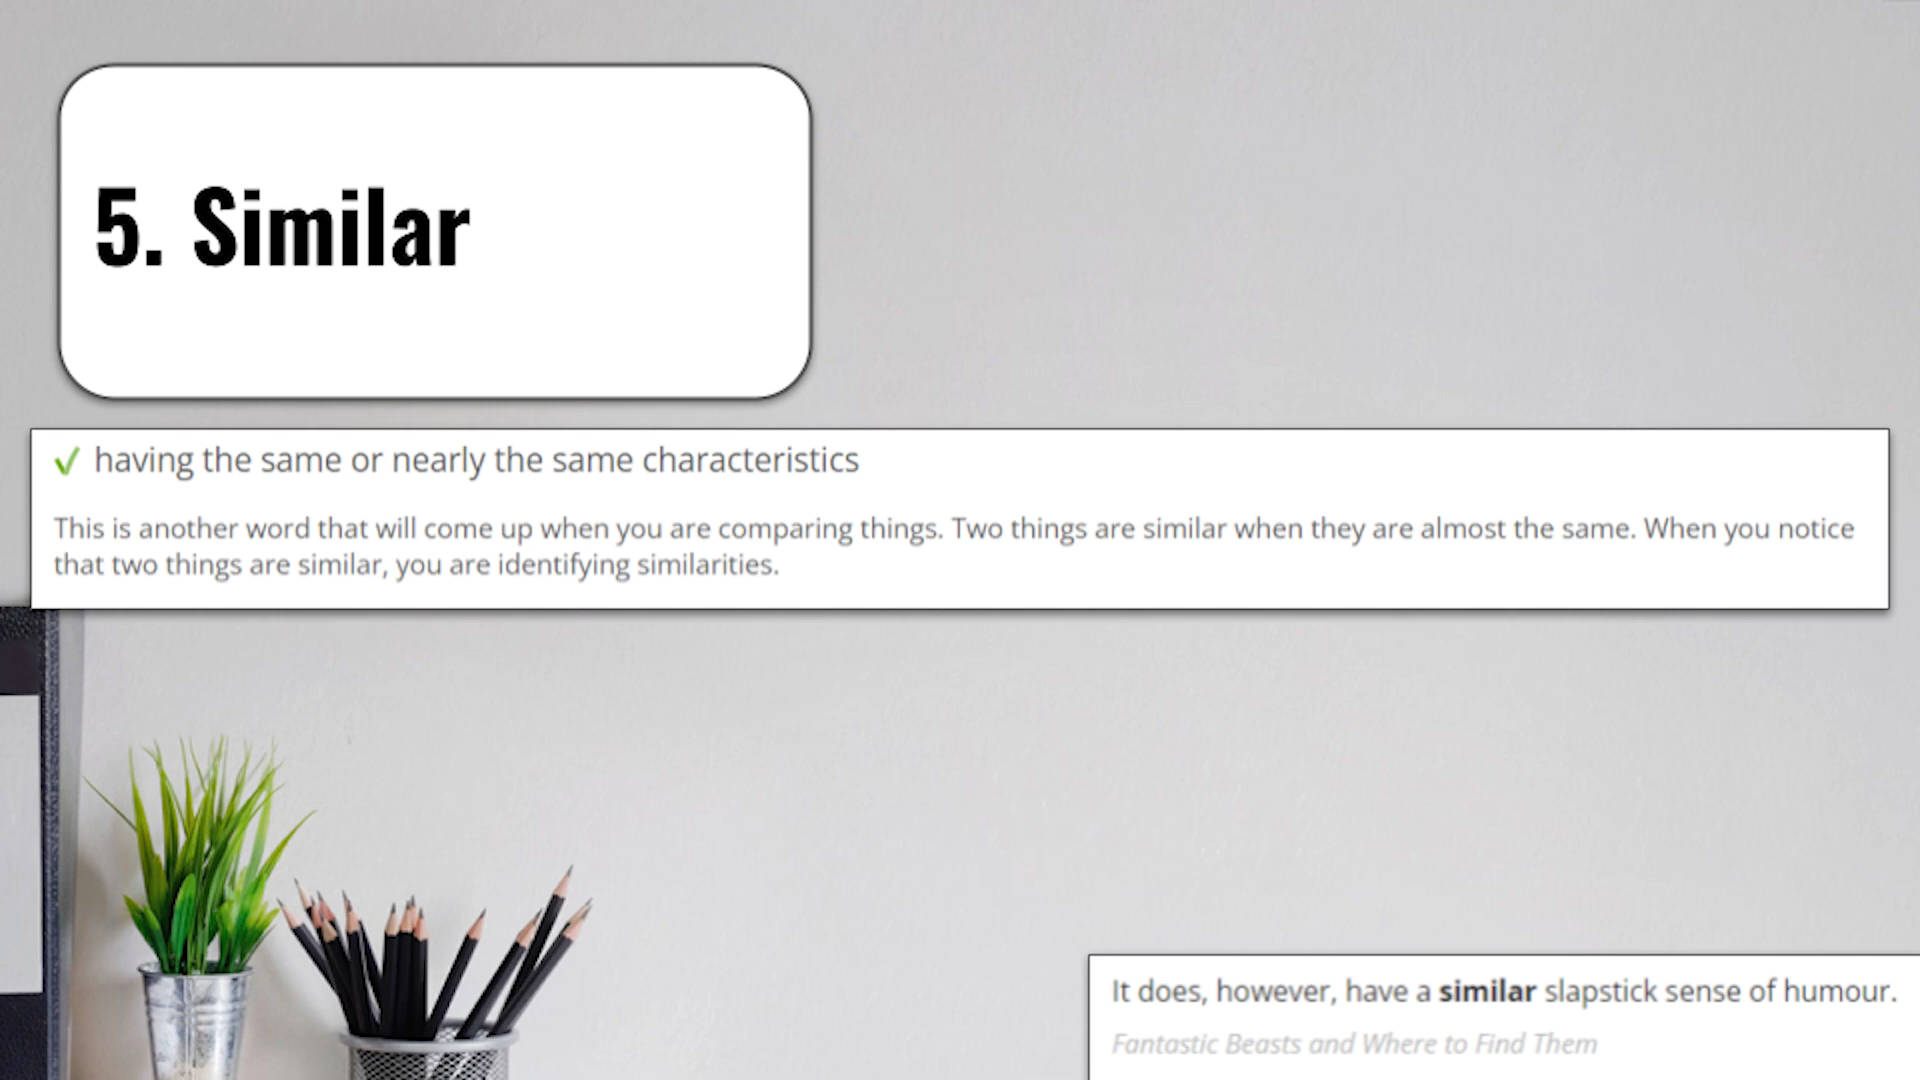 5. Similar
✓ having the same or nearly the same characteristics
This is another word that will come up when you are comparing things. Two things are similar when they are almost the same. When you notice
that two things are similar, you are identifying similarities.
It does, however, have a similar slapstick sense of humour.
Fantastic Beasts and Where to Find Them